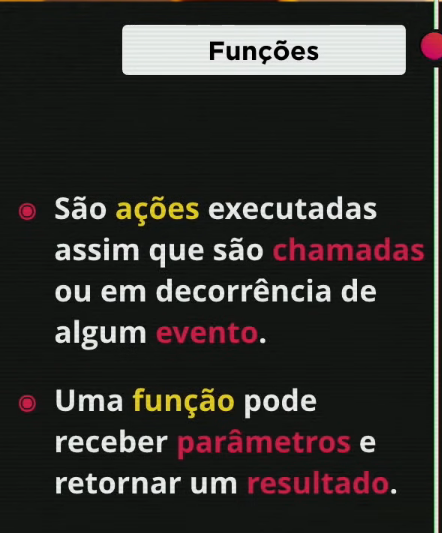 Funções
São ações executadas
assim que são chamadas
ou em decorrência de
algum evento.
Uma função pode
receber parâmetros e
retornar um resultado.